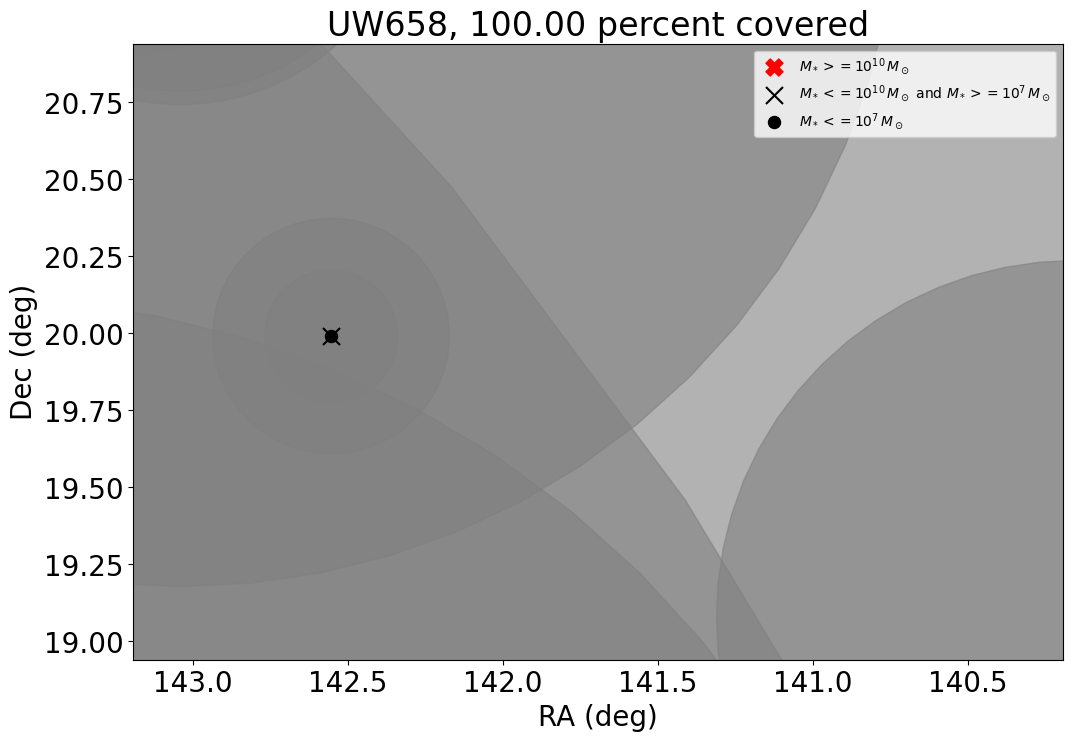 UW658, 100.00 percent covered
M* >= 10^10 M⊙
M* <= 10^10 M⊙ and M* >= 10^7 M⊙
M* <= 10^7 M⊙
20.75
20.50
20.25
20.00
19.75
19.50
19.25
19.00
Dec (deg)
143.0 142.5 142.0 141.5 141.0 140.5
RA (deg)